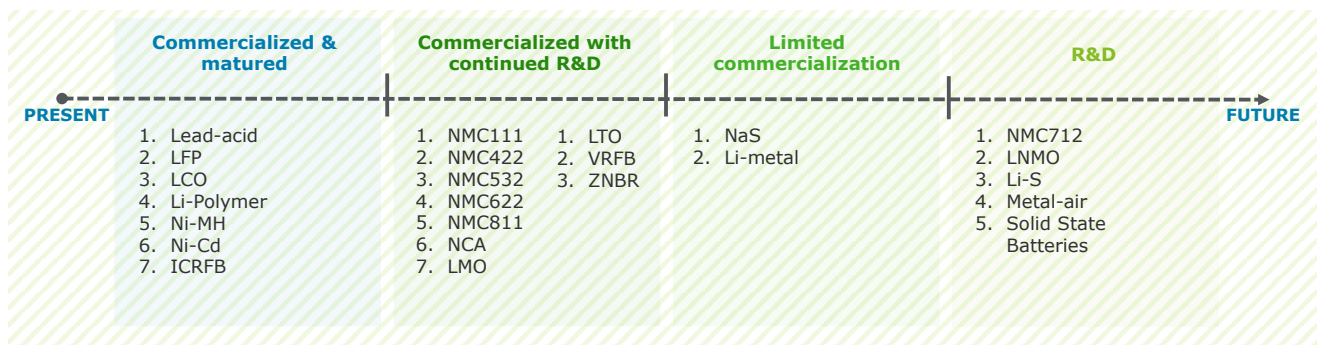 Commercialized &
matured
Commercialized with
continued R&D
Limited
commercialization
R&D
PRESENT
FUTURE
1. Lead-acid
2. LFP
3. LCO
4. Li-Polymer
5. Ni-MH
6. Ni-Cd
7. ICRFB
1. NMC111
2. NMC422
3. NMC532
4. NMC622
5. NMC811
6. NCA
7. LMO
1. LTO
2. VRFB
3. ZNBR
1. NaS
2. Li-metal
1. NMC712
2. LNMO
3. Li-S
4. Metal-air
5. Solid State
Batteries